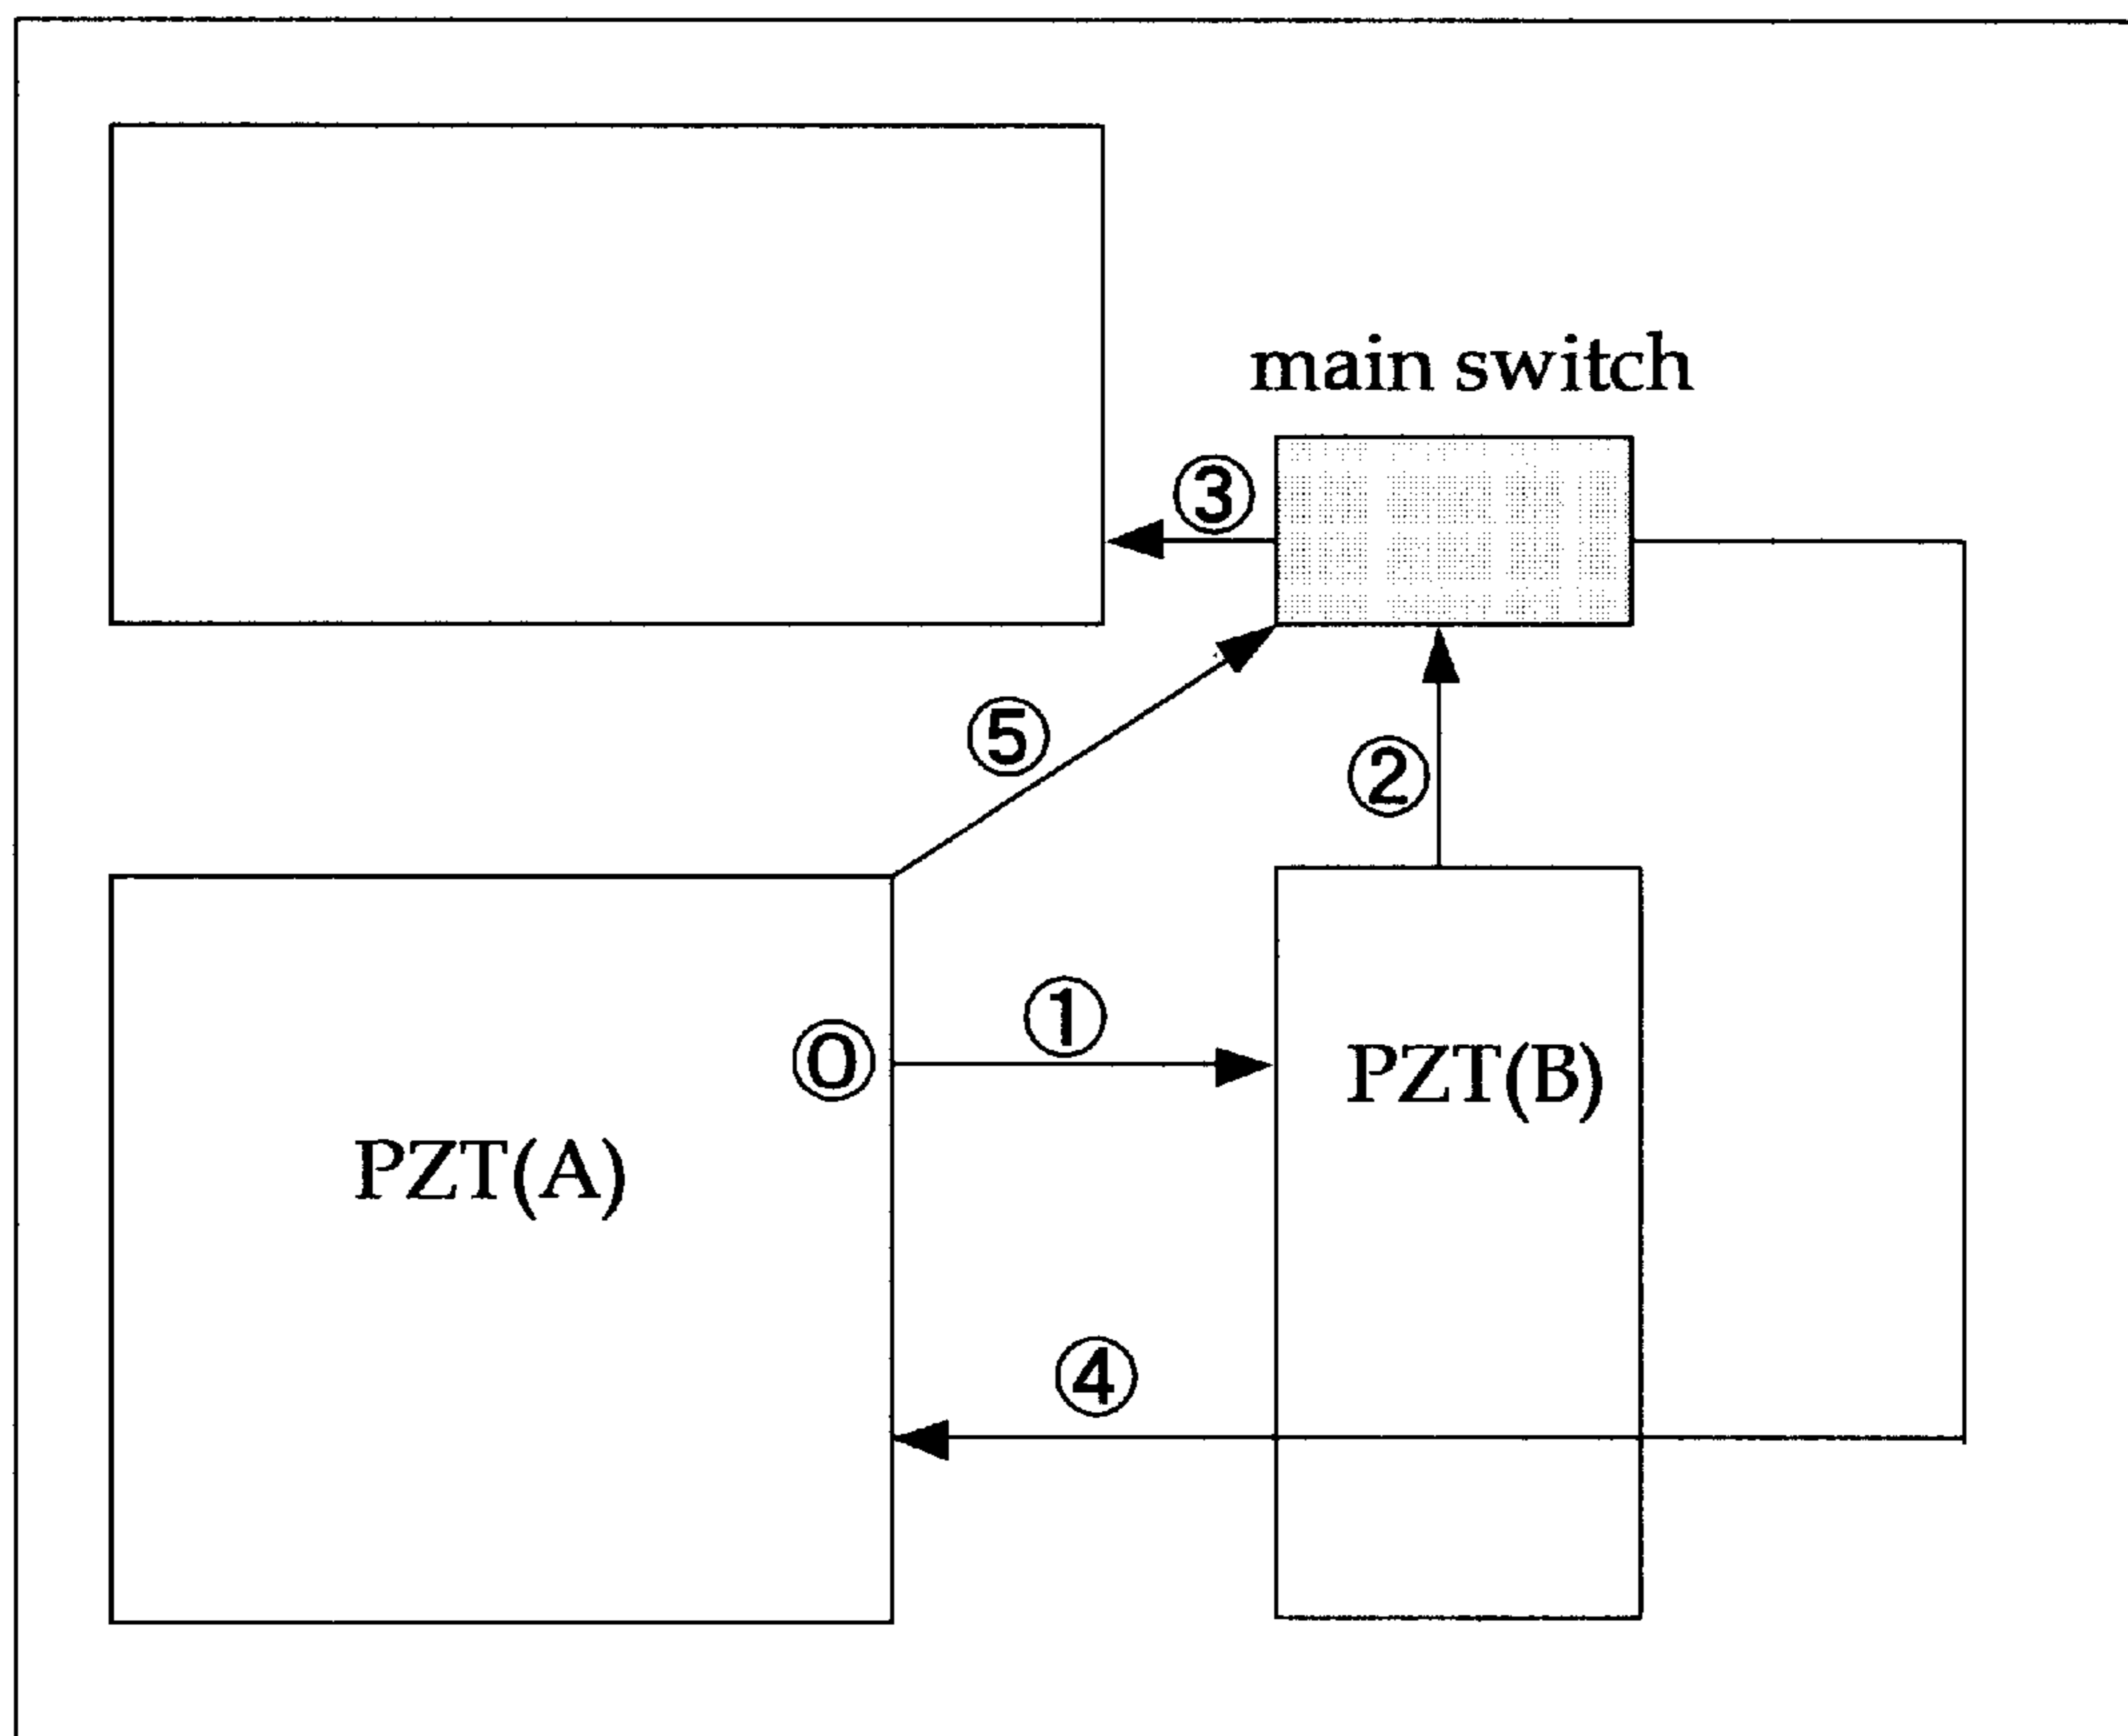 main switch
③
⑤
②
①
⓪
PZT(B)
PZT(A)
④